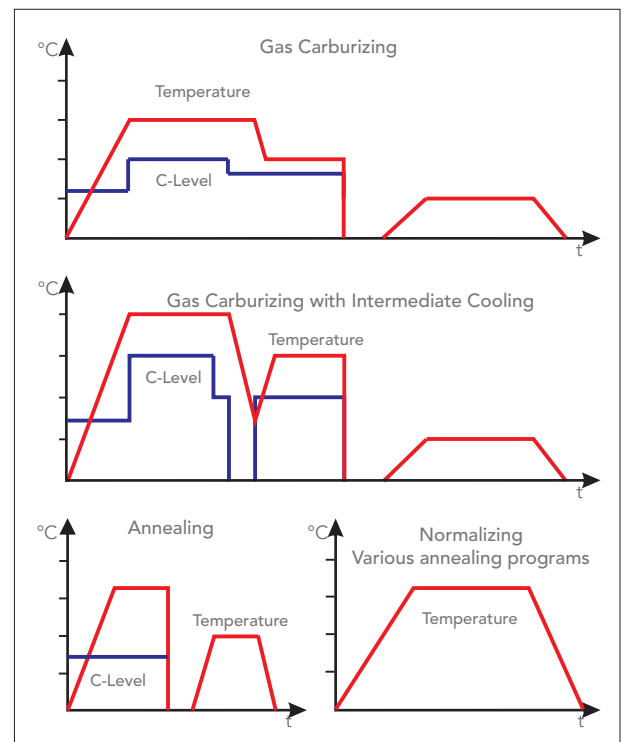 °C
Gas Carburizing
Temperature
C-Level
t
°C
Gas Carburizing with Intermediate Cooling
Temperature
C-Level
t
°C
Annealing
Temperature
C-Level
t
°C
Normalizing
Various annealing programs
Temperature
t